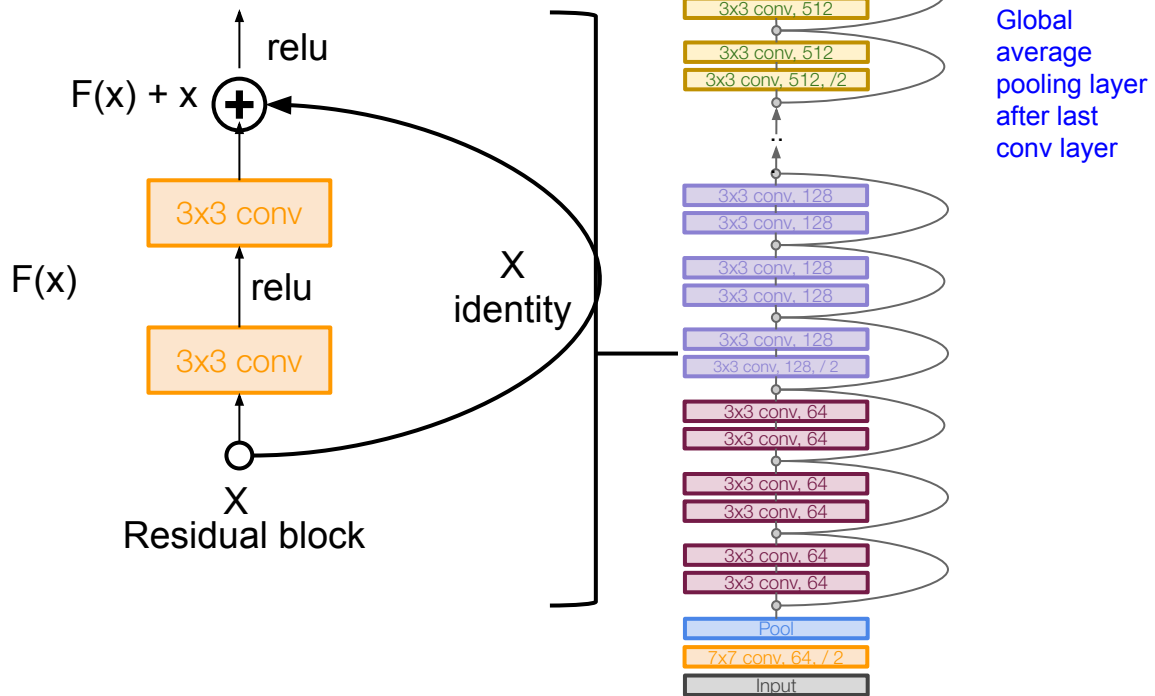 relu
F(x) + x
3x3 conv
F(x)
relu
X
identity
3x3 conv
X
Residual block
3x3 conv, 512
3x3 conv, 512
3x3 conv, 512, /2
..
3x3 conv, 128
3x3 conv, 128
3x3 conv, 128
3x3 conv, 128
3x3 conv, 128
3x3 conv, 128, / 2
3x3 conv, 64
3x3 conv, 64
3x3 conv, 64
3x3 conv, 64
3x3 conv, 64
3x3 conv, 64
Pool
7x7 conv, 64, / 2
Input
Global
average
pooling layer
after last
conv layer